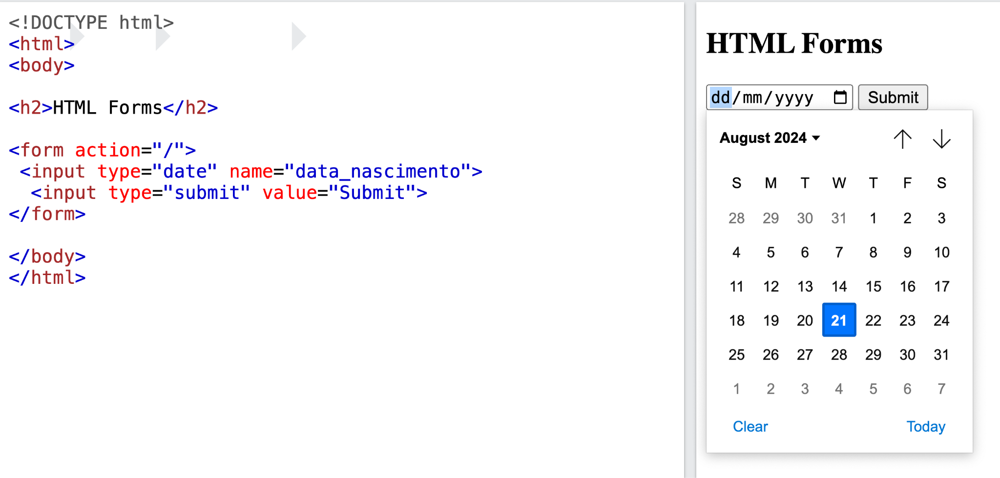 <!DOCTYPE html>
<html>
<body>
<h2>HTML Forms</h2>
<form action="/">
<input type="date" name="data_nascimento">
<input type="submit" value="Submit">
</form>
</body>
</html>
HTML Forms
dd/mm/yyyy Submit
August 2024
S M T W T F S
28 29 30 31 1 2 3
4 5 6 7 8 9 10
11 12 13 14 15 16 17
18 19 20 21 22 23 24
25 26 27 28 29 30 31
1 2 3 4 5 6 7
Clear Today